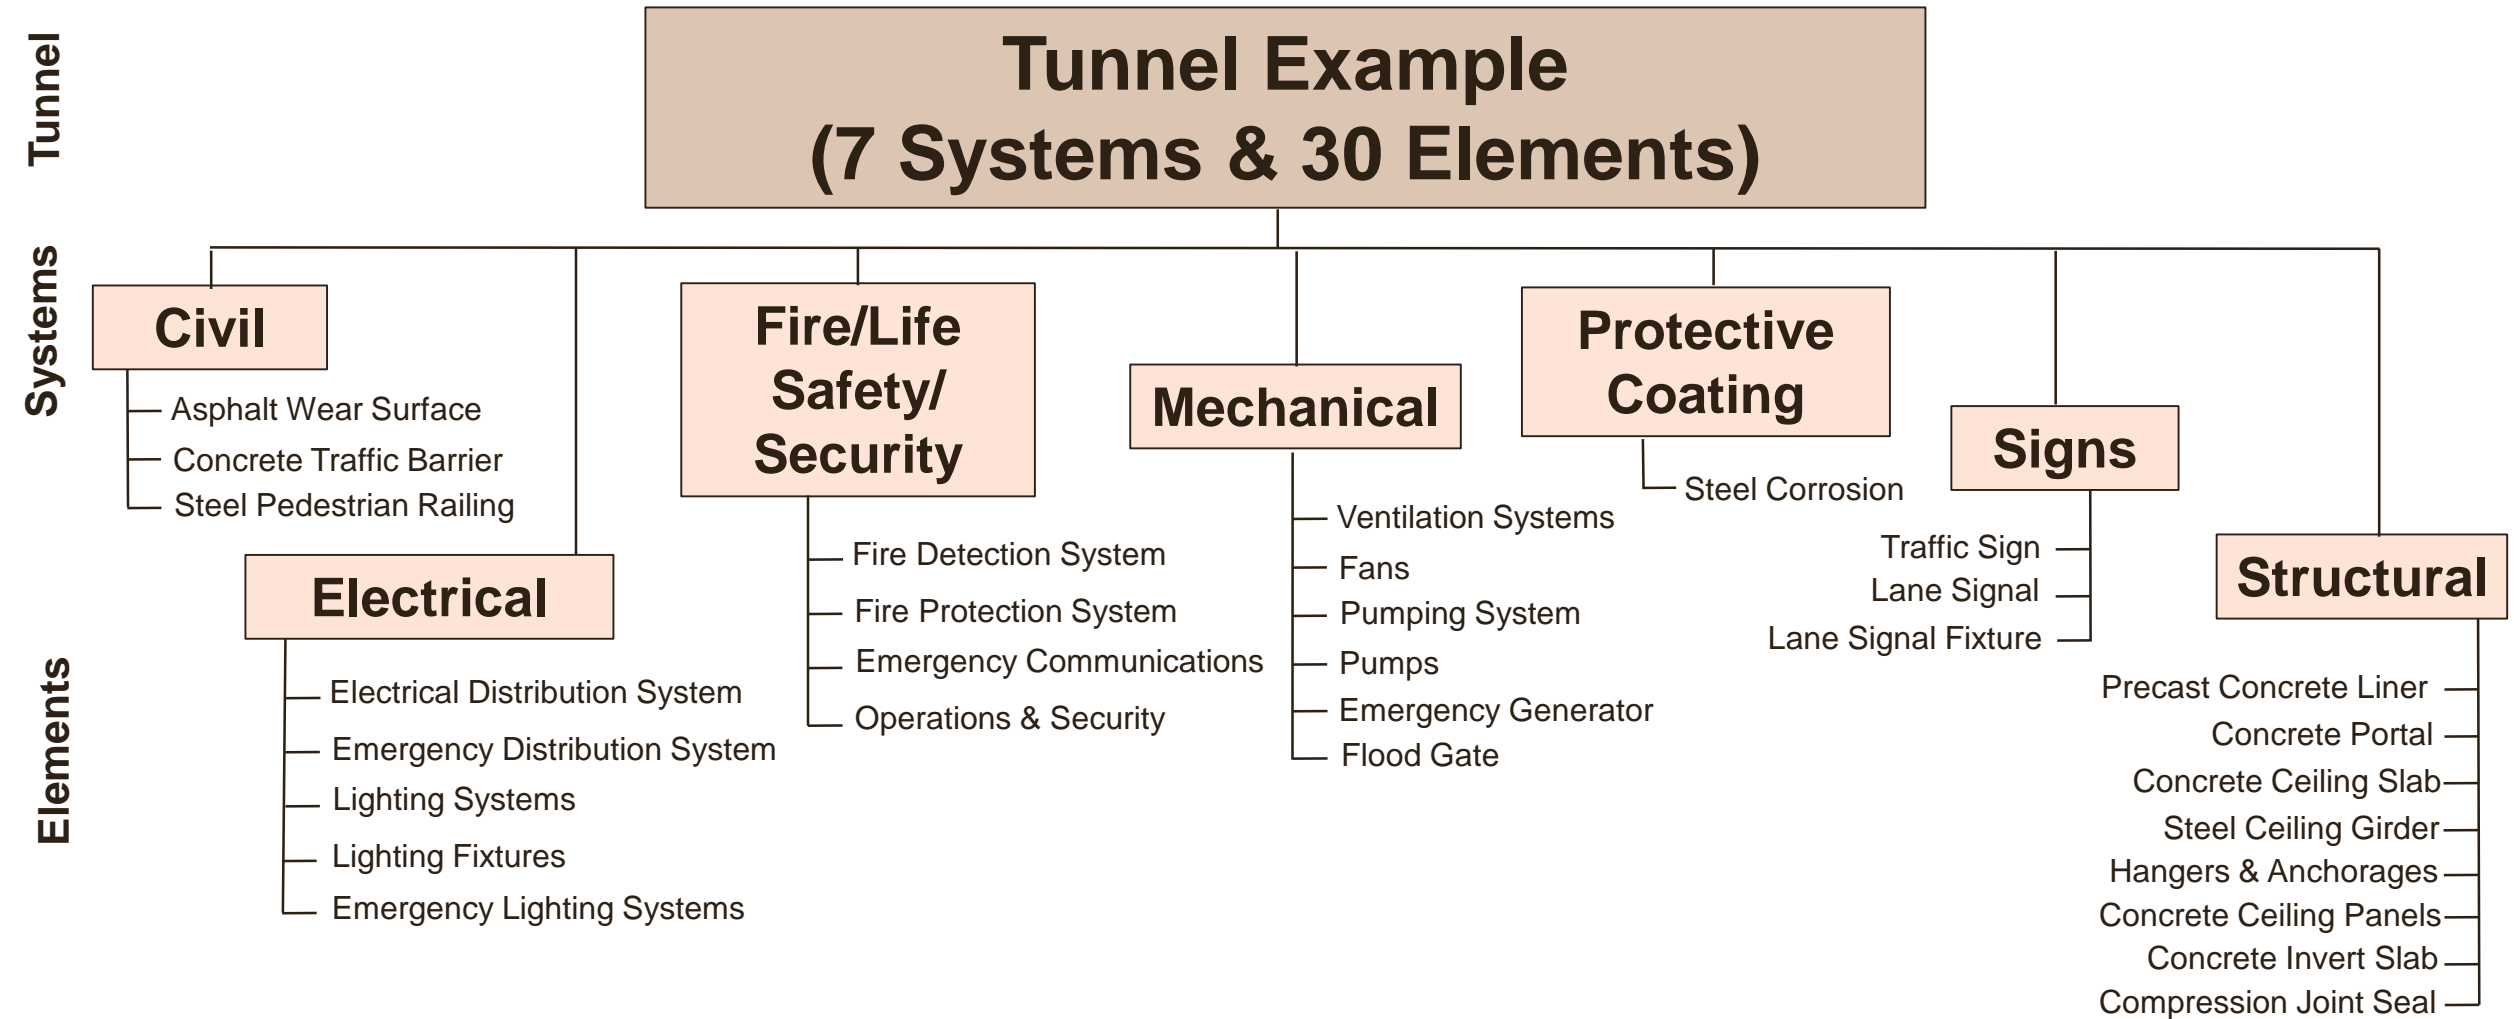 Tunnel
Tunnel Example
(7 Systems & 30 Elements)
Systems
Civil
Asphalt Wear Surface
Concrete Traffic Barrier
Steel Pedestrian Railing
Elements
Electrical
Electrical Distribution System
Emergency Distribution System
Lighting Systems
Lighting Fixtures
Emergency Lighting Systems
Fire/Life
Safety/
Security
Fire Detection System
Fire Protection System
Emergency Communications
Operations & Security
Mechanical
Ventilation Systems
Fans
Pumping System
Pumps
Emergency Generator
Flood Gate
Protective
Coating
Steel Corrosion
Signs
Traffic Sign
Lane Signal
Lane Signal Fixture
Structural
Precast Concrete Liner
Concrete Portal
Concrete Ceiling Slab
Steel Ceiling Girder
Hangers & Anchorages
Concrete Ceiling Panels
Concrete Invert Slab
Compression Joint Seal